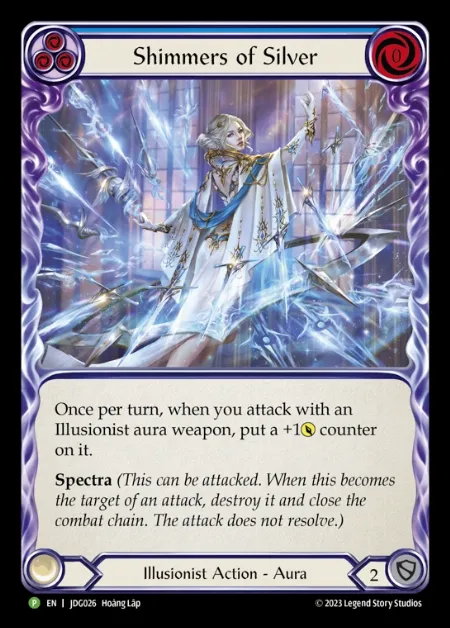 Shimmers of Silver
0
Once per turn, when you attack with an
Illusionist aura weapon, put a +1 counter
on it.
Spectra (This can be attacked. When this becomes
the target of an attack, destroy it and close the
combat chain. The attack does not resolve.)
Illusionist Action - Aura
2
P EN | JDG026 Hoàng Lập
© 2023 Legend Story Studios